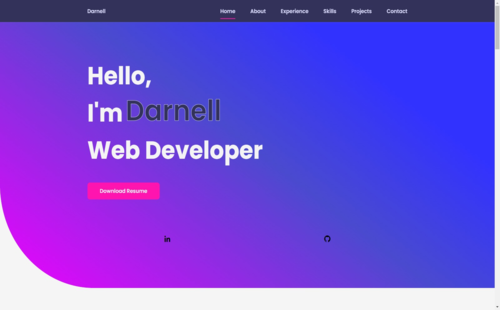 Darnell
Home About Experience Skills Projects Contact
Hello,
I'm Darnell
Web Developer
Download Resume
in